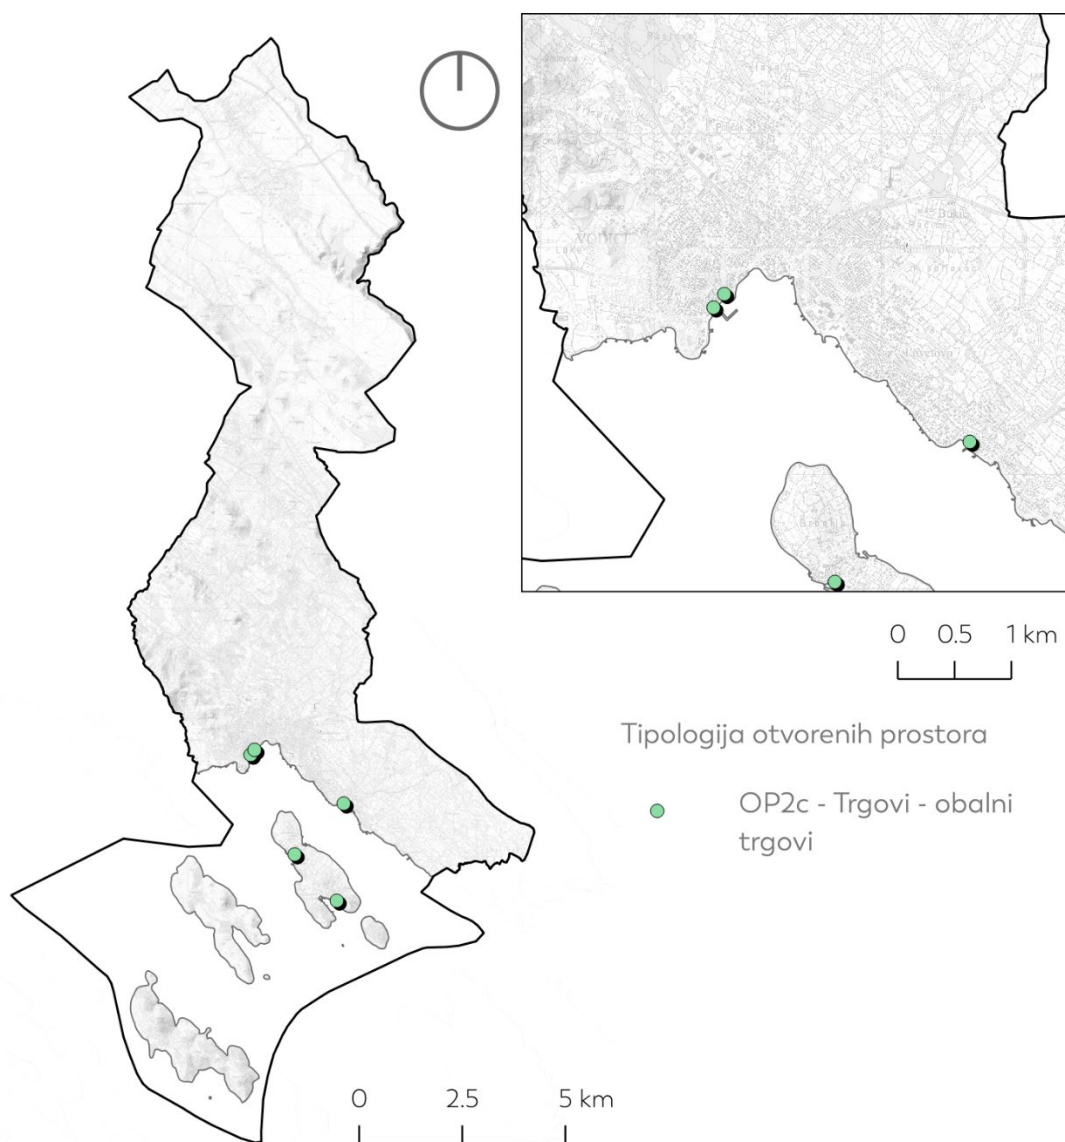 0 0.5 1 km
Tipologija otvorenih prostora
OP2c - Trgovi - obalni
trgovi
0 2.5 5 km